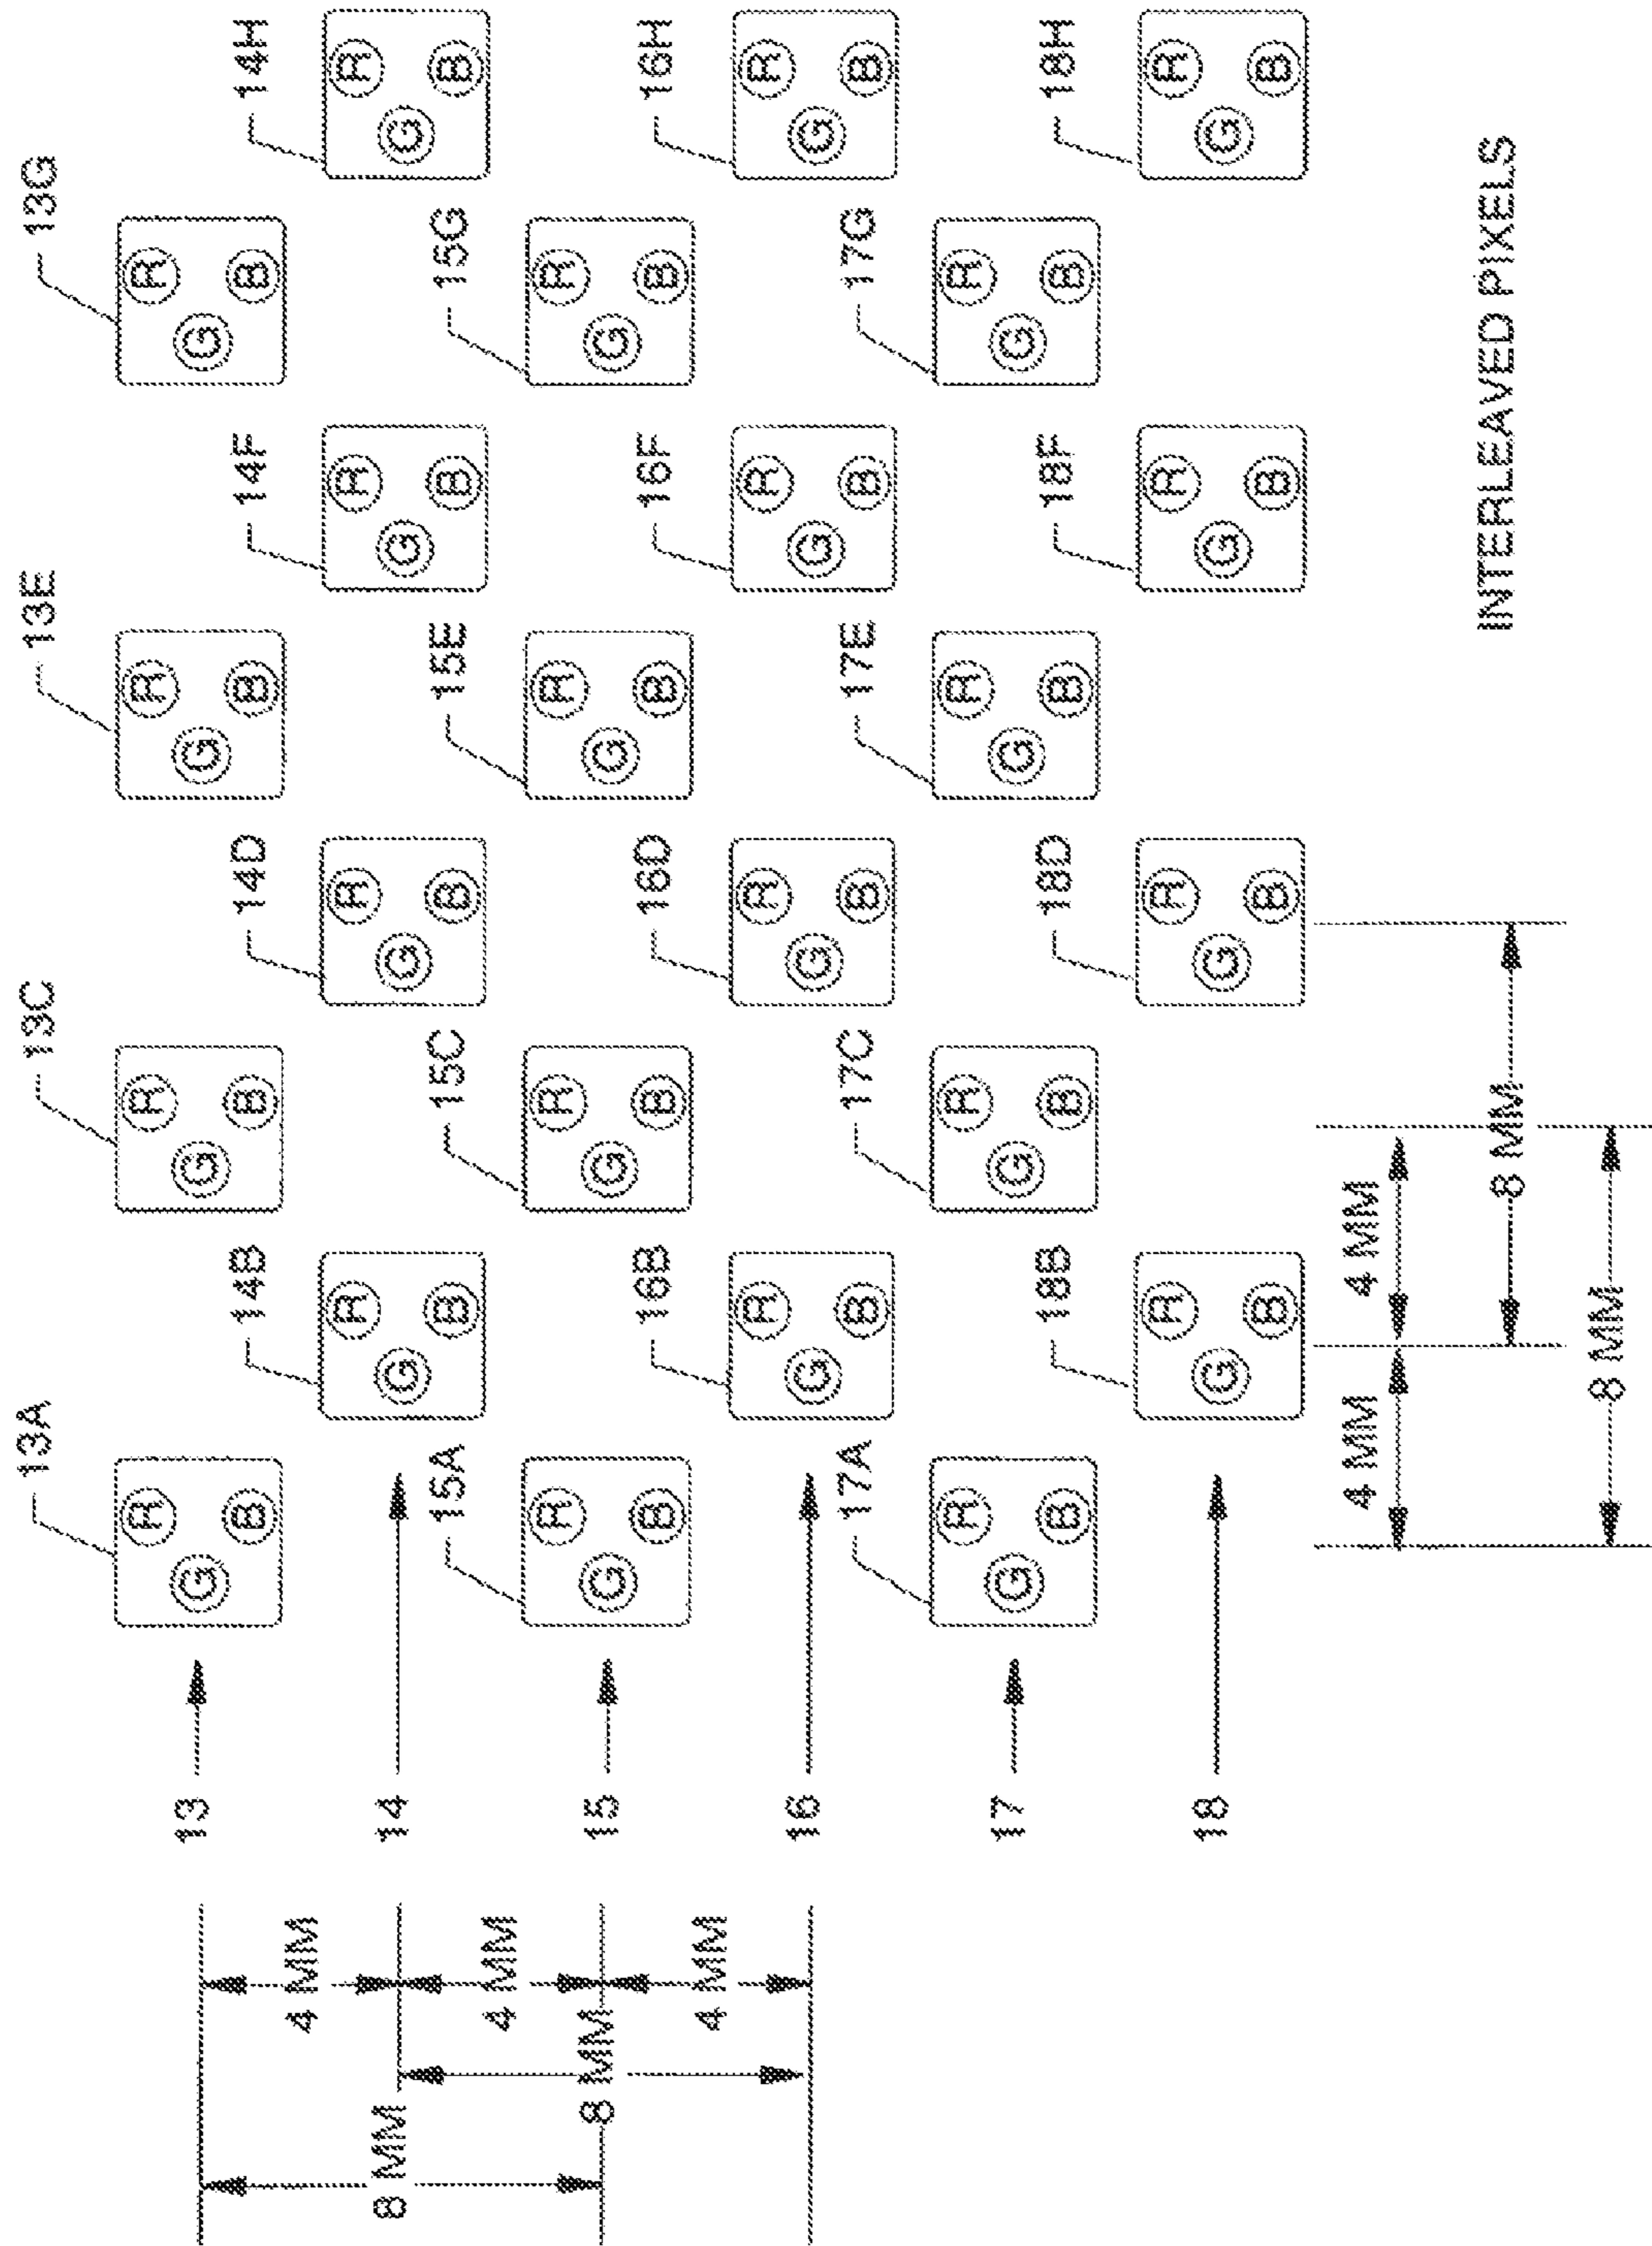 13A 13C 13E 13G
R R R R
13 G G G G
B B B B
14B 14D 14F 14H
4 MM
R R R R
8 MM 14 G G G G
B B B B
15A 15C 15E 15G
4 MM
R R R R
8 MM 15 G G G G
B B B B
16B 16D 16F 16H
4 MM
R R R R
16 G G G G
B B B B
17A 17C 17E 17G
R R R R
17 G G G G
B B B B
18B 18D 18F 18H
R R R R
18 G G G G
B B B B
4 MM 4 MM
8 MM
8 MM
INTERLEAVED PIXELS